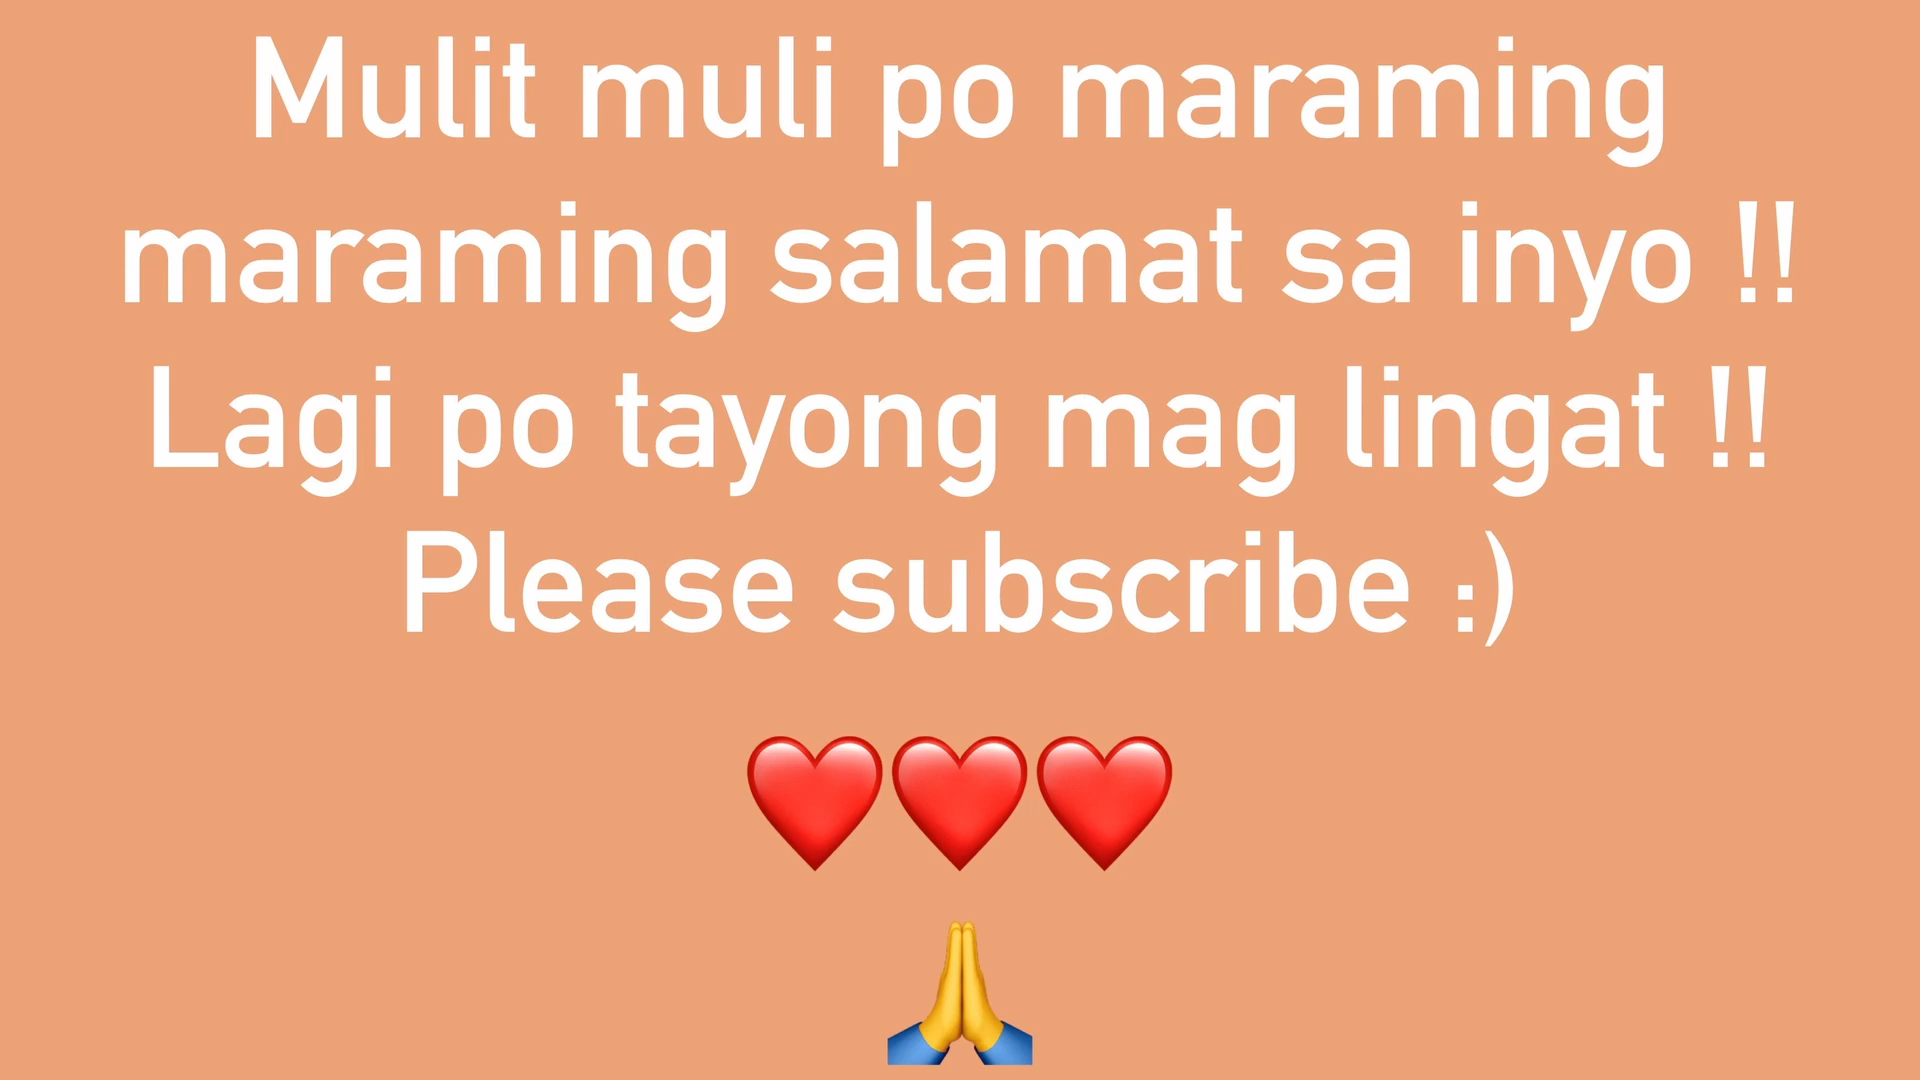 Mulit muli po maraming
maraming salamat sa inyo !!
Lagi po tayong mag lingat !!
Please subscribe :)
❤️❤️❤️
🙏